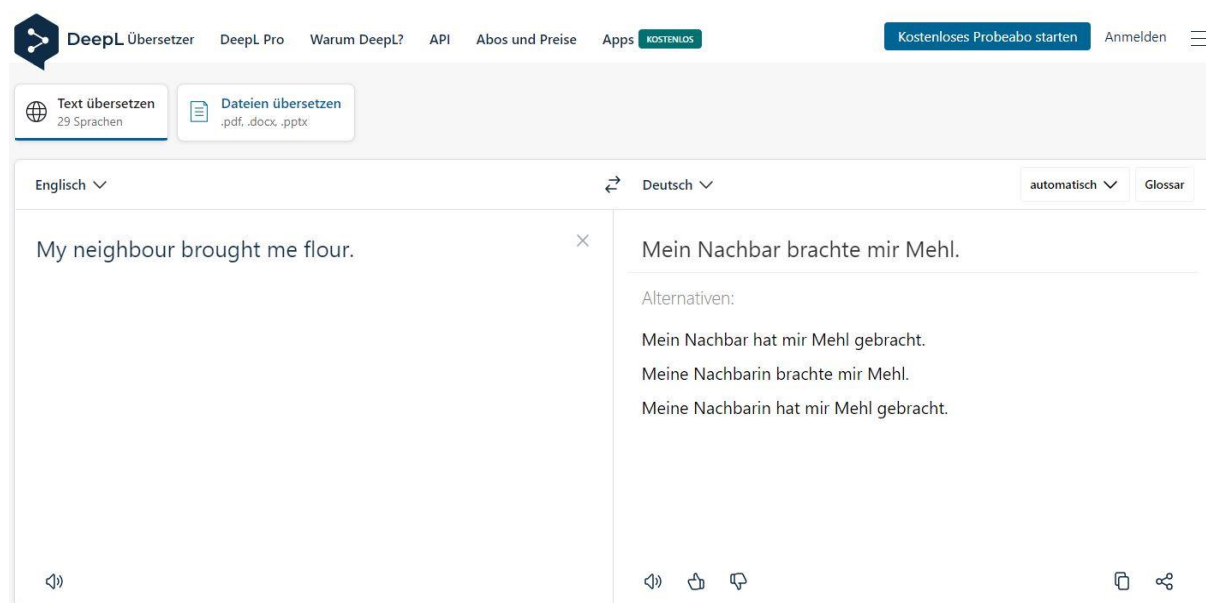 DeepL Übersetzer DeepL Pro Warum DeepL? API Abos und Preise Apps KOSTENLOS Kostenloses Probeabo starten Anmelden
Text übersetzen
29 Sprachen
Dateien übersetzen
.pdf, .docx, .pptx
Englisch Deutsch automatisch Glossar
My neighbour brought me flour.
Mein Nachbar brachte mir Mehl.
Alternativen:
Mein Nachbar hat mir Mehl gebracht.
Meine Nachbarin brachte mir Mehl.
Meine Nachbarin hat mir Mehl gebracht.